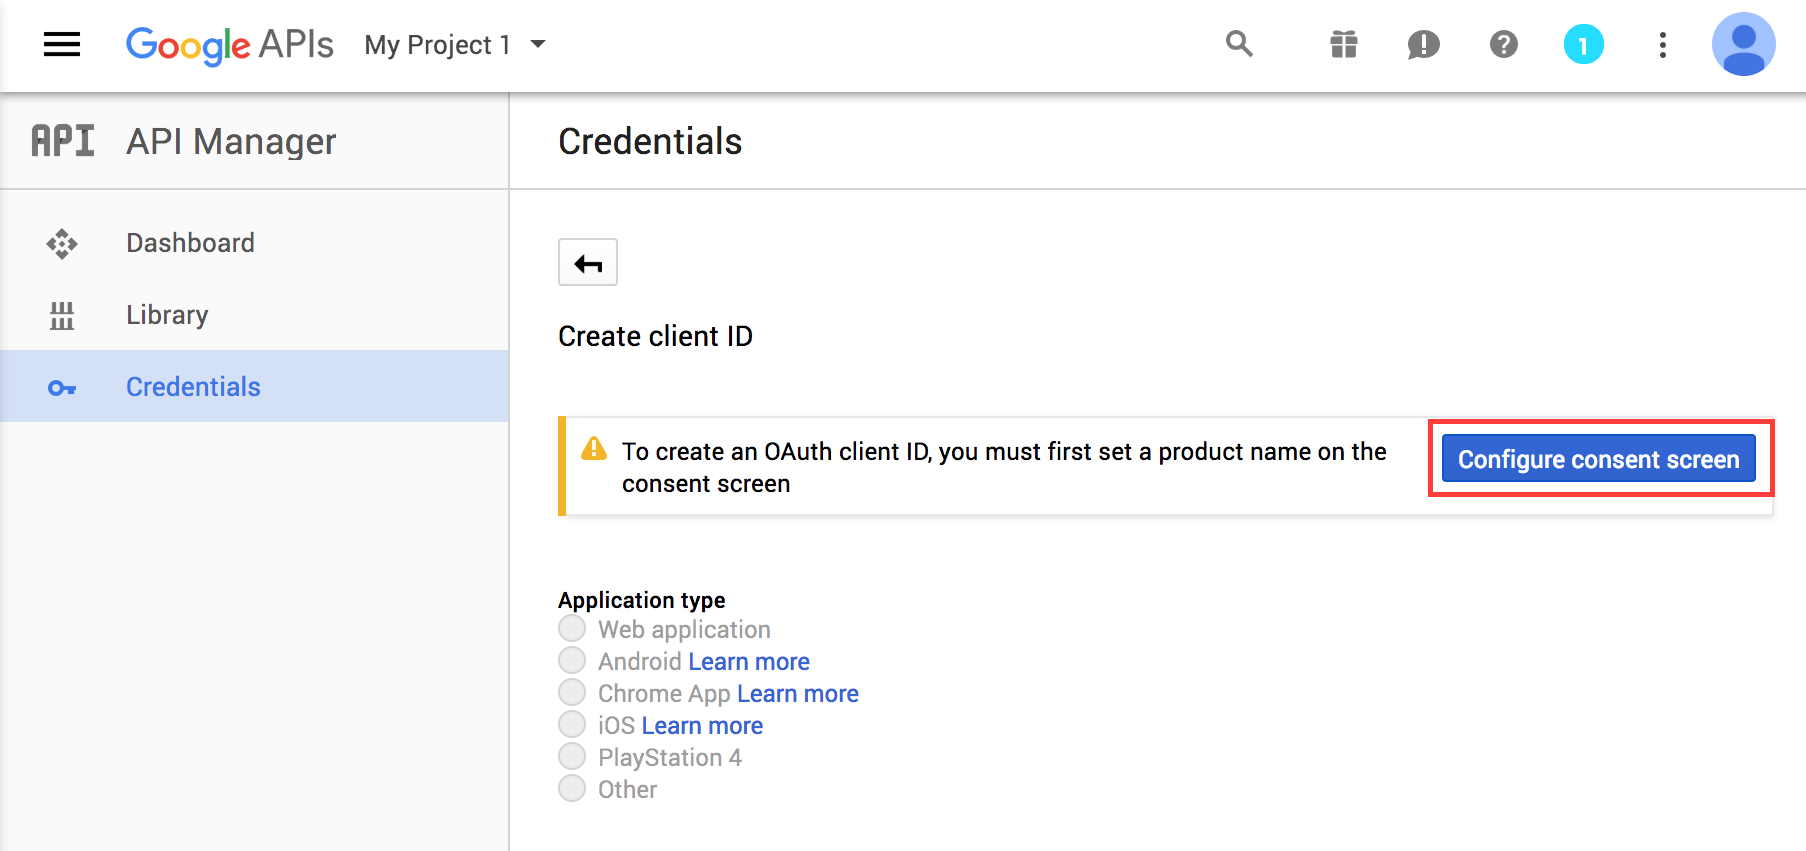 Google APIs My Project 1
1
API API Manager
Credentials
Dashboard
Library
Credentials
Create client ID
To create an OAuth client ID, you must first set a product name on the
consent screen
Configure consent screen
Application type
Web application
Android Learn more
Chrome App Learn more
iOS Learn more
PlayStation 4
Other